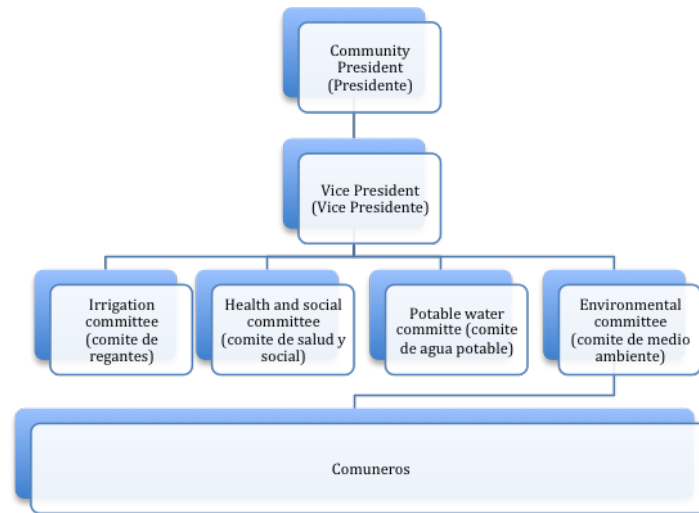 Community
President
(Presidente)
Vice President
(Vice Presidente)
Irrigation
committee
(comite de
regantes)
Health and social
committee
(comite de salud y
social)
Potable water
committe (comite
de agua potable)
Environmental
committee
(comite de medio
ambiente)
Comuneros